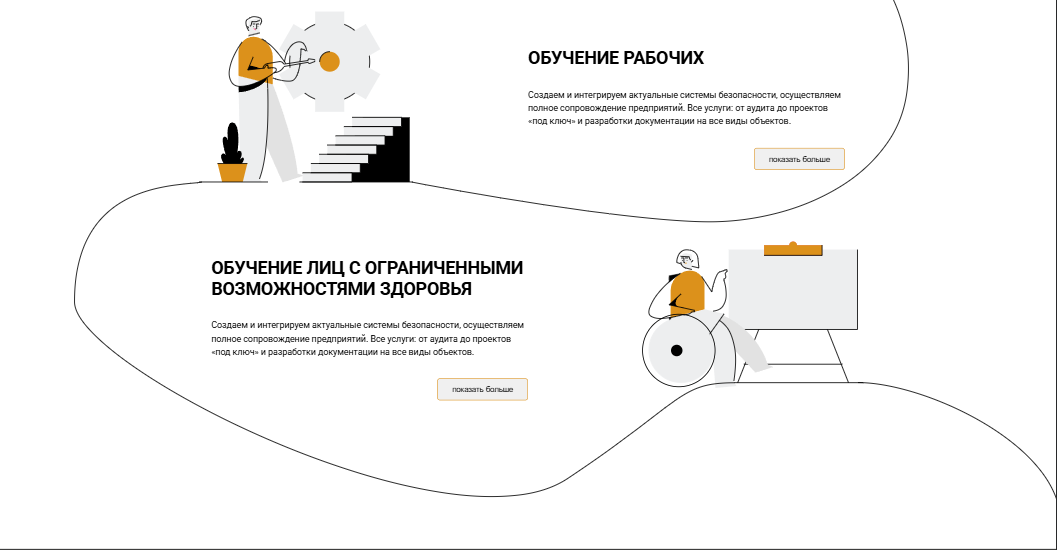 ОБУЧЕНИЕ РАБОЧИХ
Создаем и интегрируем актуальные системы безопасности, осуществляем
полное сопровождение предприятий. Все услуги: от аудита до проектов
«под ключ» и разработки документации на все виды объектов.
показать больше
ОБУЧЕНИЕ ЛИЦ С ОГРАНИЧЕННЫМИ
ВОЗМОЖНОСТЯМИ ЗДОРОВЬЯ
Создаем и интегрируем актуальные системы безопасности, осуществляем
полное сопровождение предприятий. Все услуги: от аудита до проектов
«под ключ» и разработки документации на все виды объектов.
показать больше